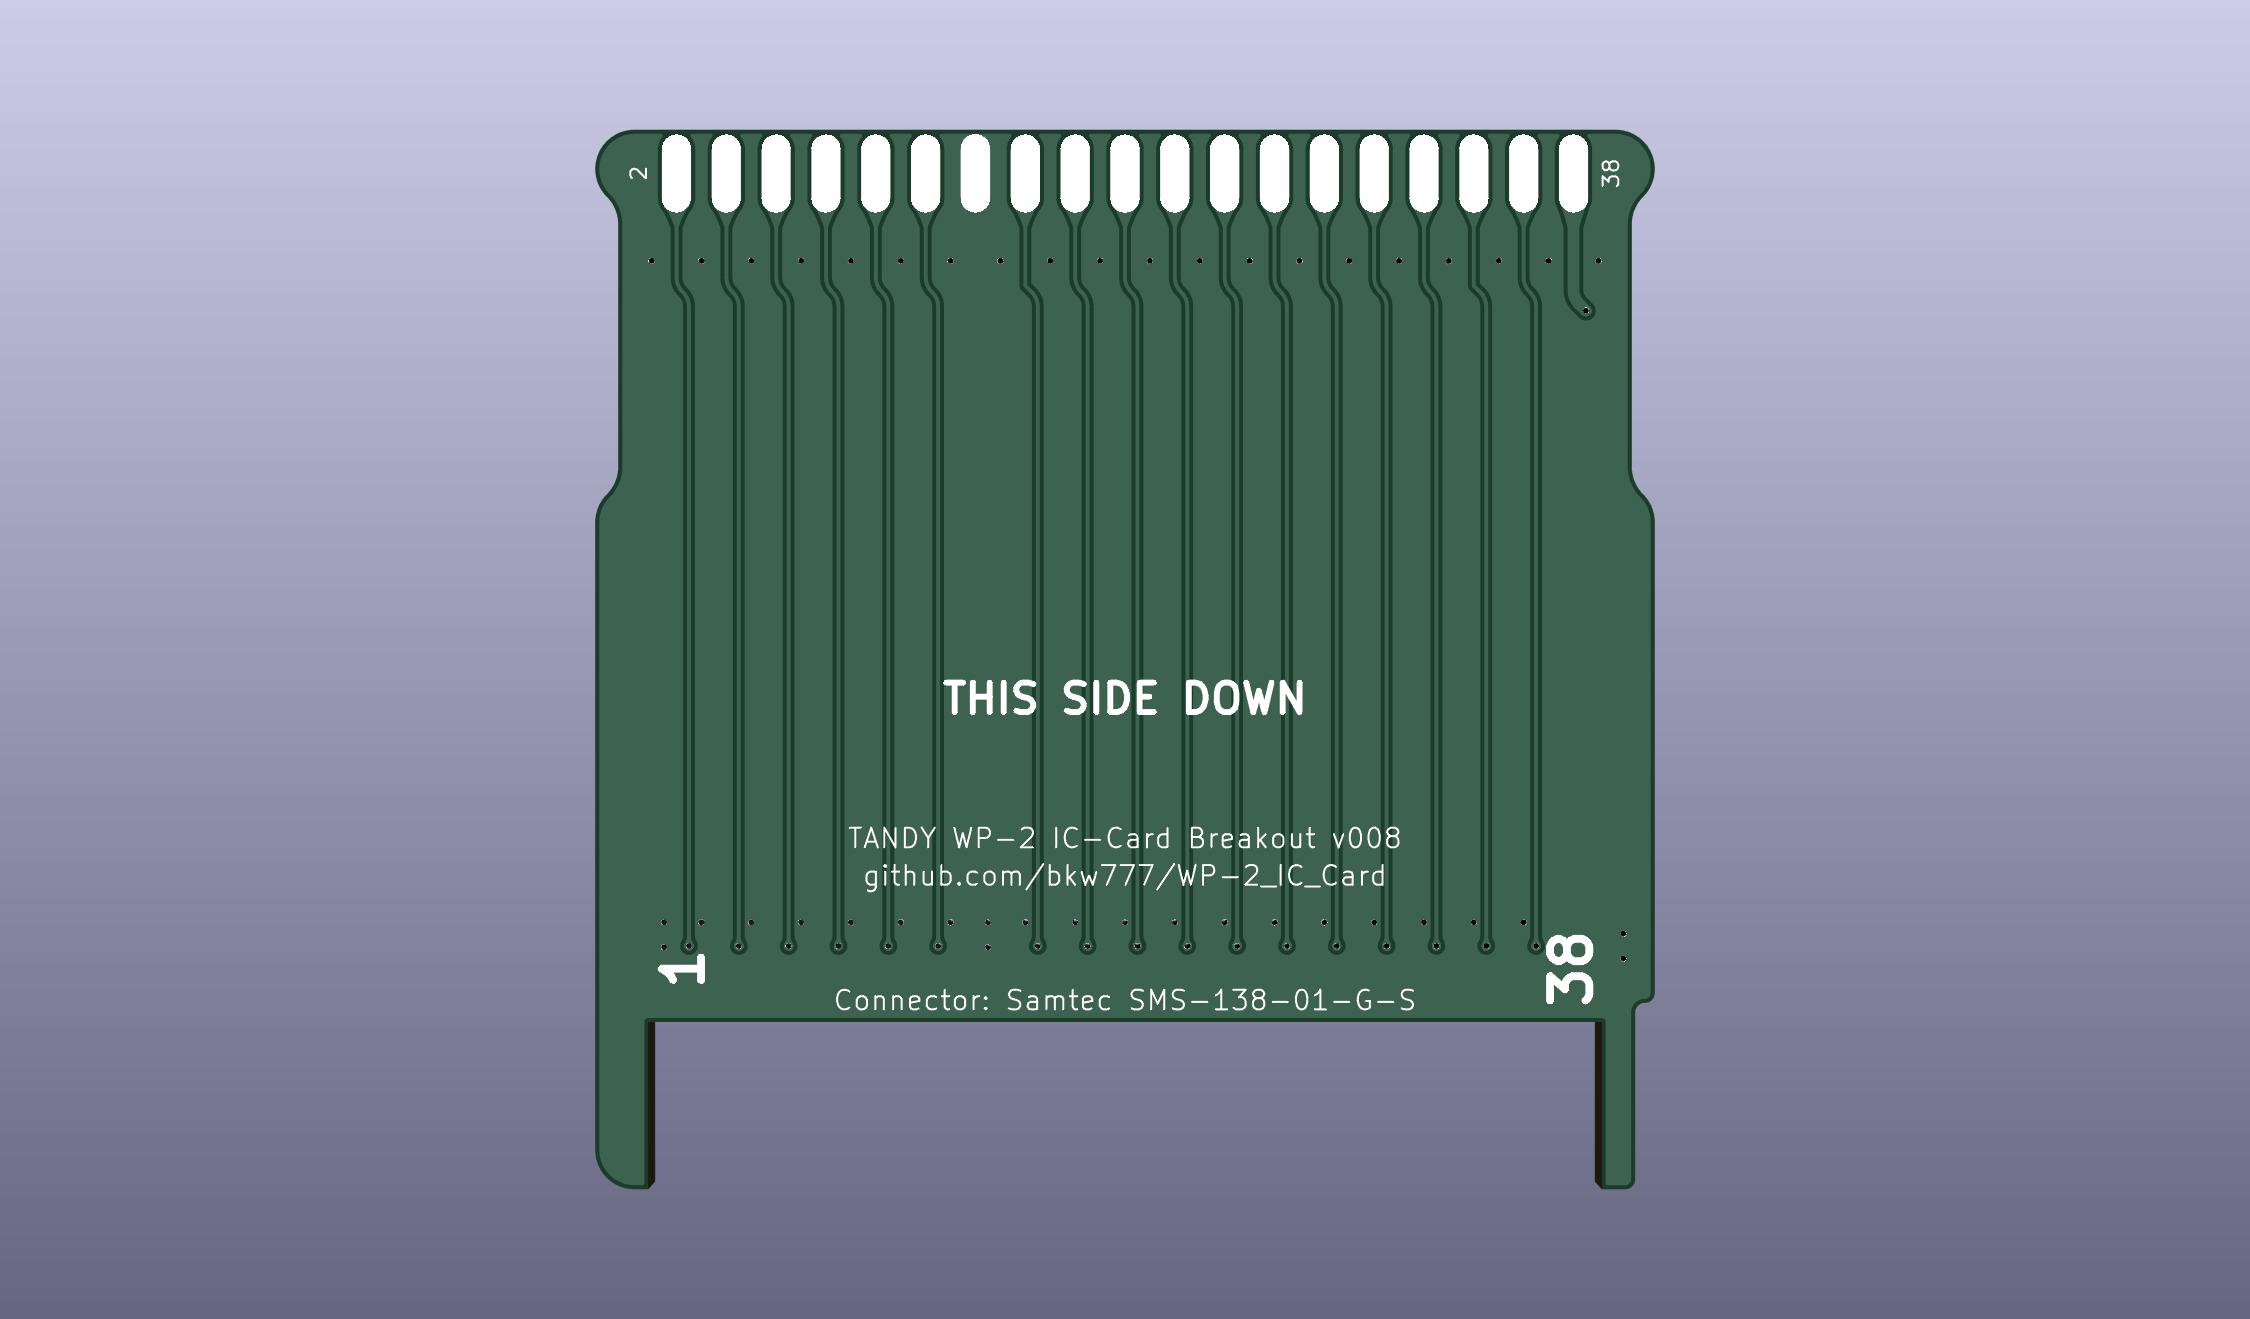 2 38
THIS SIDE DOWN
TANDY WP-2 IC-Card Breakout v008
github.com/bkw777/WP-2_IC_Card
1 38
Connector: Samtec SMS-138-01-G-S